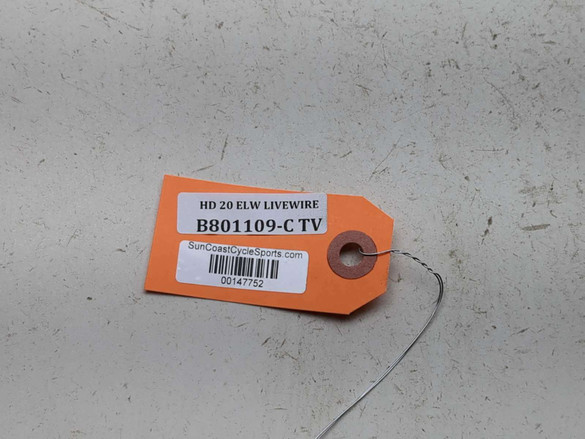 HD 20 ELW LIVEWIRE
B801109-C TV
SunCoastCycleSports.com
00147752